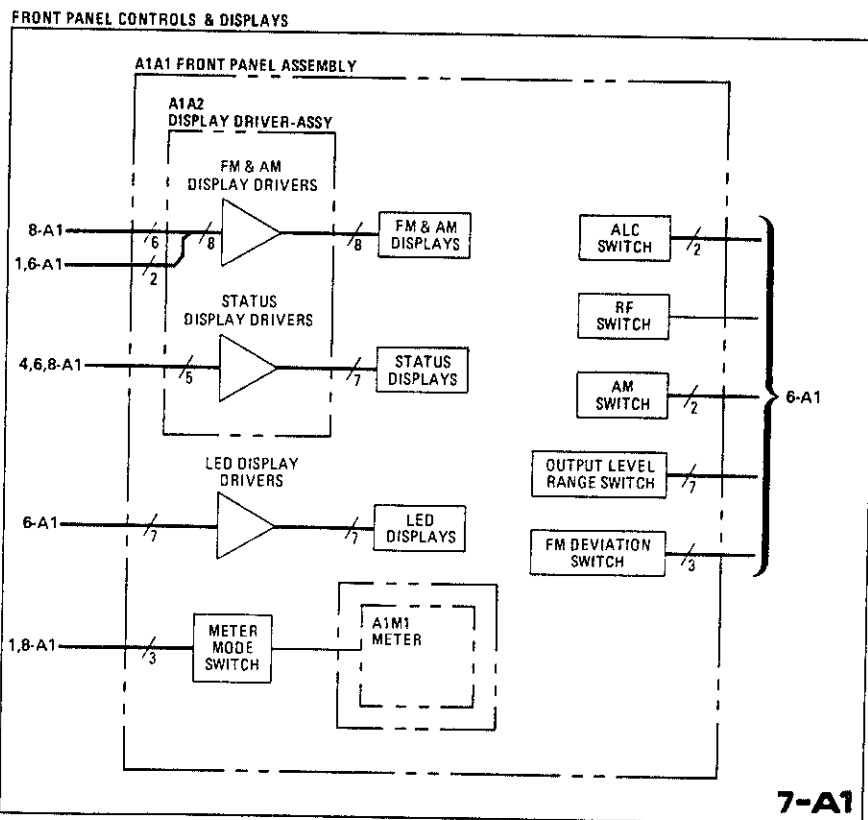 FRONT PANEL CONTROLS & DISPLAYS
A1A1 FRONT PANEL ASSEMBLY
A1A2
DISPLAY DRIVER-ASSY
FM & AM
DISPLAY DRIVERS
8-A1
6
8
8
FM & AM
DISPLAYS
1,6-A1
2
STATUS
DISPLAY DRIVERS
4,6,8-A1
5
7
STATUS
DISPLAYS
LED DISPLAY
DRIVERS
6-A1
7
7
LED
DISPLAYS
1,8-A1
3
METER
MODE
SWITCH
A1M1
METER
ALC
SWITCH
2
RF
SWITCH
AM
SWITCH
2
6-A1
OUTPUT LEVEL
RANGE SWITCH
7
FM DEVIATION
SWITCH
3
7-A1